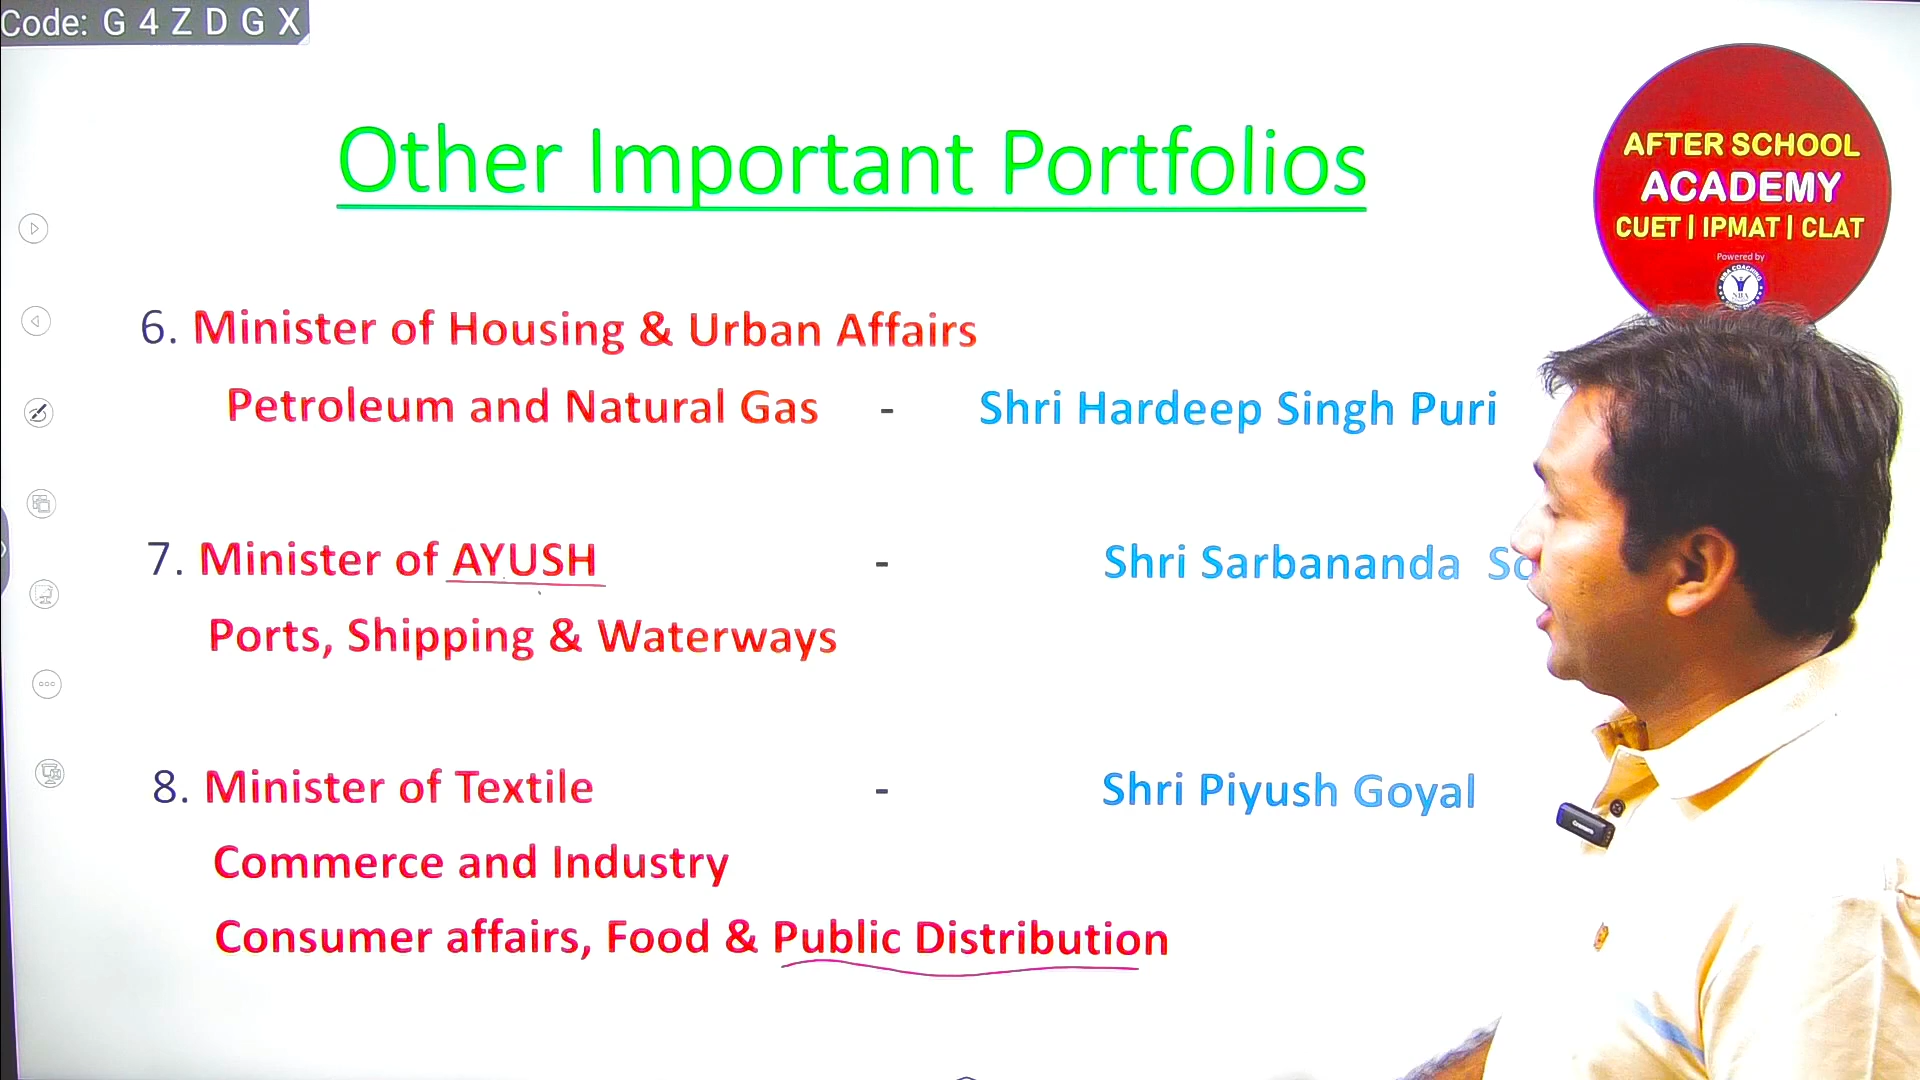 Code: G 4 Z D G X
Other Important Portfolios
AFTER SCHOOL
ACADEMY
CUET | IPMAT | CLAT
Powered by
6. Minister of Housing & Urban Affairs
Petroleum and Natural Gas - Shri Hardeep Singh Puri
7. Minister of AYUSH - Shri Sarbananda
Ports, Shipping & Waterways
8. Minister of Textile - Shri Piyush Goyal
Commerce and Industry
Consumer affairs, Food & Public Distribution